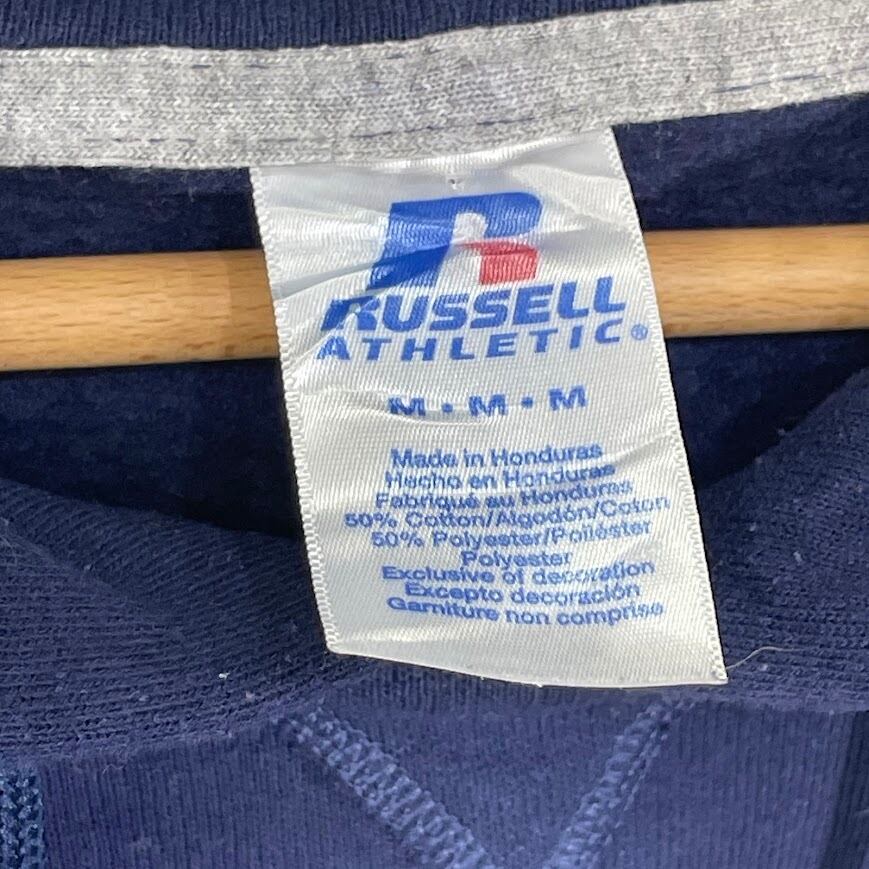 R
RUSSELL
ATHLETIC®
M • M • M
Made in Honduras
Hecho en Honduras
Fabriqué au Honduras
50% Cotton/Algodón/Coton
50% Polyester/Poliéster
Polyester
Exclusive of decoration
Excepto decoración
Garniture non comprise